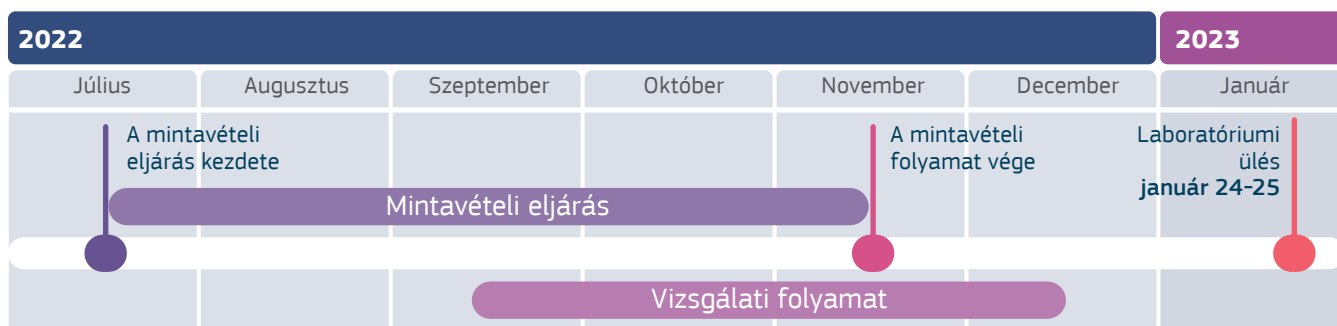 2022
2023
Július
Augusztus
Szeptember
Október
November
December
Január
A mintavételi
eljárás kezdete
A mintavételi
folyamat vége
Laboratóriumi
ülés
január 24-25
Mintavételi eljárás
Vizsgálati folyamat